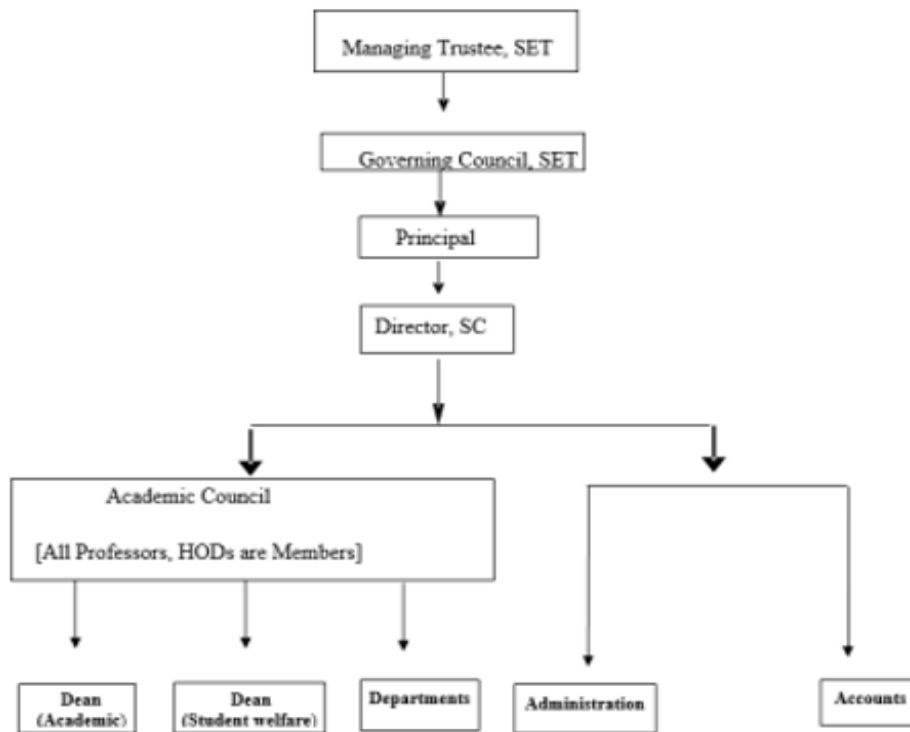 Managing Trustee, SET
Governing Council, SET
Principal
Director, SC
Academic Council
[All Professors, HODs are Members]
Dean
(Academic)
Dean
(Student welfare)
Departments
Administration
Accounts